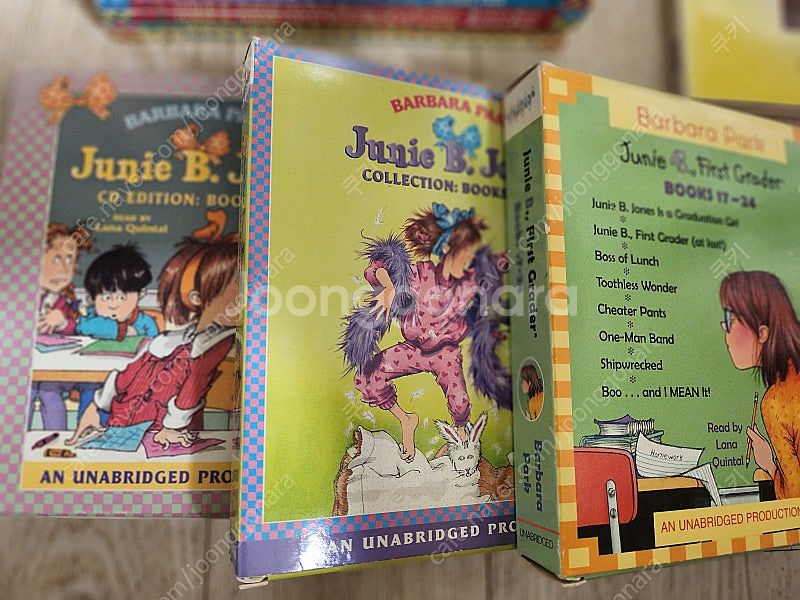 BARBARA PA
Junie B. J
CD EDITION: BOO
READ BY
Lana Quintal
AN UNABRIDGED PRO
BARBARA PAR
Junie B. Jo
COLLECTION: BOOKS
AN UNABRIDGED PRO
Junie B., First Grader:
Barbara Park
UNABRIDGED
Barbara Park
Junie B., First Grader
BOOKS 17-24
Junie B. Jones Is a Graduation Girl
Junie B., First Grader (at last!)
Boss of Lunch
Toothless Wonder
Cheater Pants
One-Man Band
Shipwrecked
Boo . . . and I MEAN It!
Read by
Lana
Quintal
Homework
AN UNABRIDGED PRODUCTION
joonggonara